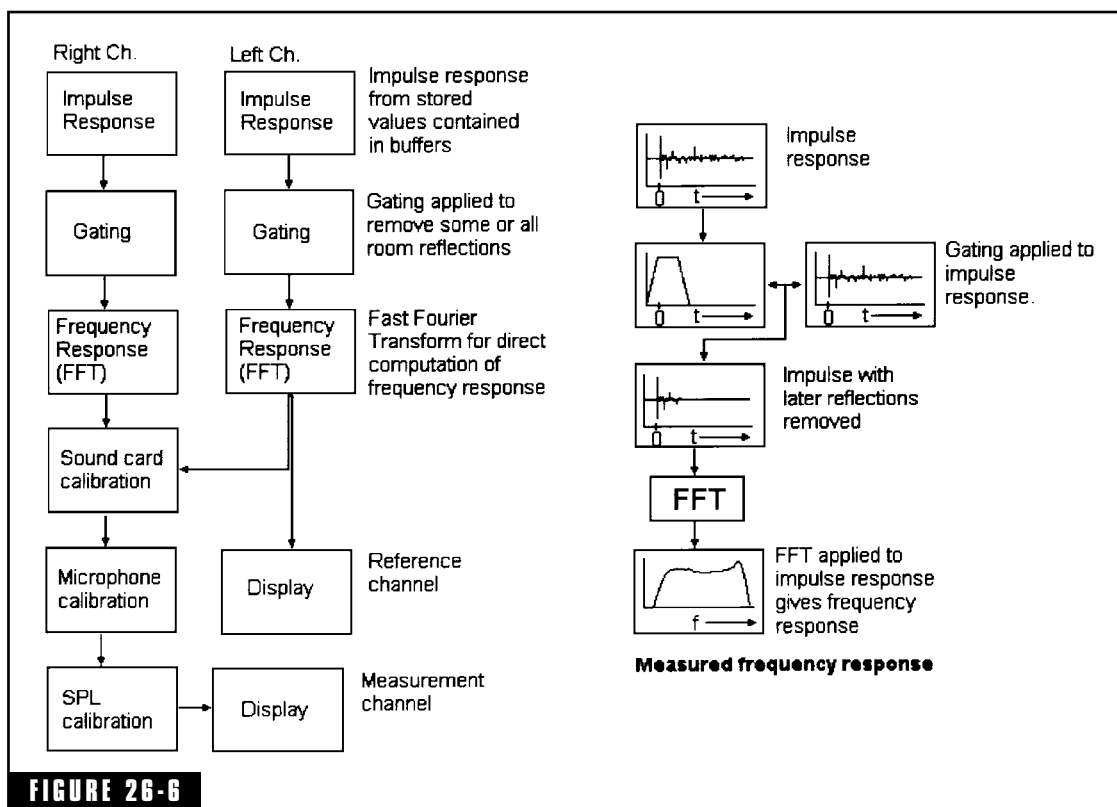 Right Ch.
Left Ch.
Impulse
Response
Impulse
Response
Impulse response
from stored
values contained
in buffers
Gating
Gating
Gating applied to
remove some or all
room reflections
Frequency
Response
(FFT)
Frequency
Response
(FFT)
Fast Fourier
Transform for direct
computation of
frequency response
Sound card
calibration
Microphone
calibration
Display
Reference
channel
SPL
calibration
Display
Measurement
channel
Impulse
response
0 t
0 t
0 t
Gating applied to
impulse
response.
Impulse with
later reflections
removed
0 t
FFT
FFT applied to
impulse response
gives frequency
response
f
Measured frequency response
FIGURE 26-6